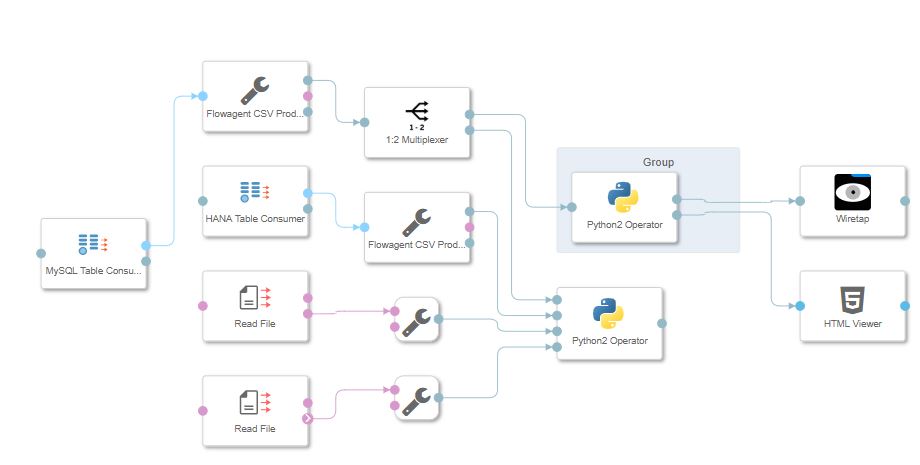 Flowagent CSV Prod...
1 - 2
1:2 Multiplexer
Group
Python2 Operator
Wiretap
HANA Table Consumer
Flowagent CSV Prod...
MySQL Table Consu...
Read File
Python2 Operator
HTML Viewer
Read File